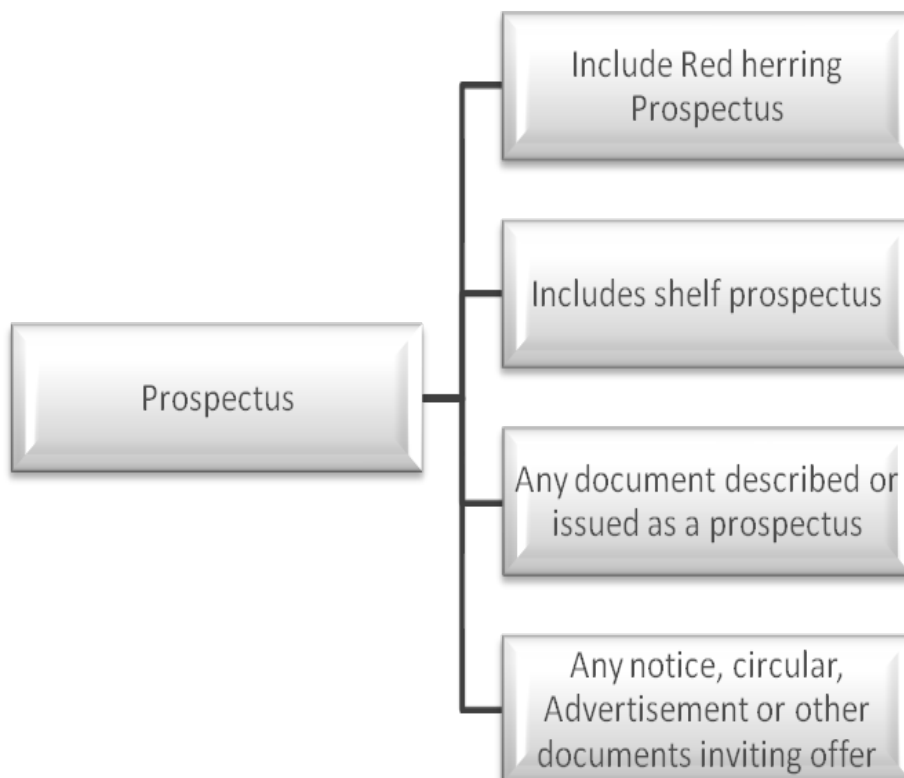 Include Red herring
Prospectus
Includes shelf prospectus
Prospectus
Any document described or
issued as a prospectus
Any notice, circular,
Advertisement or other
documents inviting offer